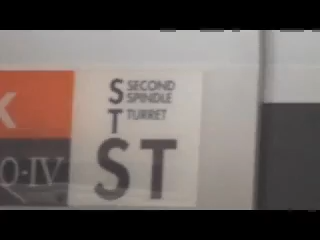 K
Q-IV
S SECOND
SPINDLE
T TURRET
ST